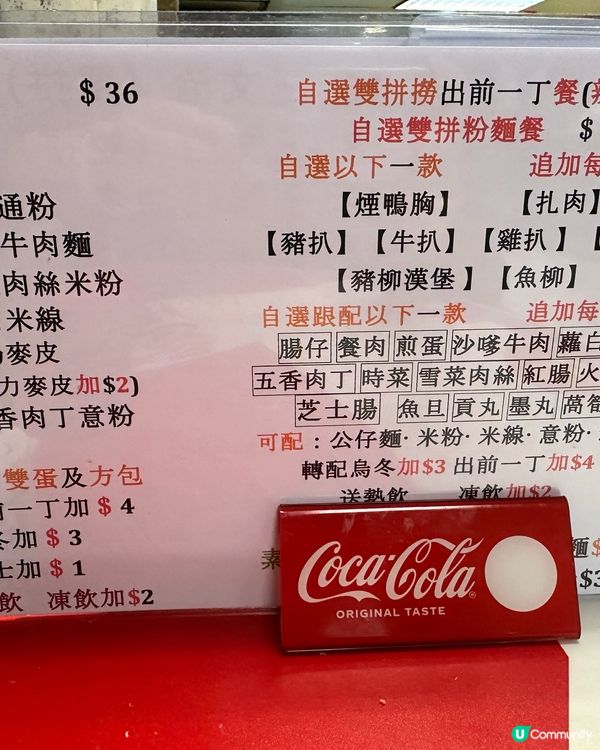 $ 36
通粉
牛肉麵
肉絲米粉
米線
麥皮
力麥皮加$2)
香肉丁意粉
雙蛋及方包
前一丁加 $ 4
冬加 $ 3
士加 $ 1
飲 凍飲加$2
自選雙拼撈出前一丁餐(
自選雙拼粉麵餐 $
自選以下一款 追加每
【煙鴨胸】 【扎肉】
【豬扒】 【牛扒】 【雞扒】 【
【豬柳漢堡】 【魚柳】
自選跟配以下一款 追加每
腸仔 餐肉 煎蛋 沙嗲牛肉 蘿白
五香肉丁 時菜 雪菜肉絲 紅腸 火
芝士腸 魚旦 貢丸 墨丸 萬
可配：公仔麵·米粉·米線·意粉·
轉配烏冬加$3 出前一丁加$4
送熱飲 凍飲加$2
素
麵$
$3
Coca-Cola®
ORIGINAL TASTE
U Community